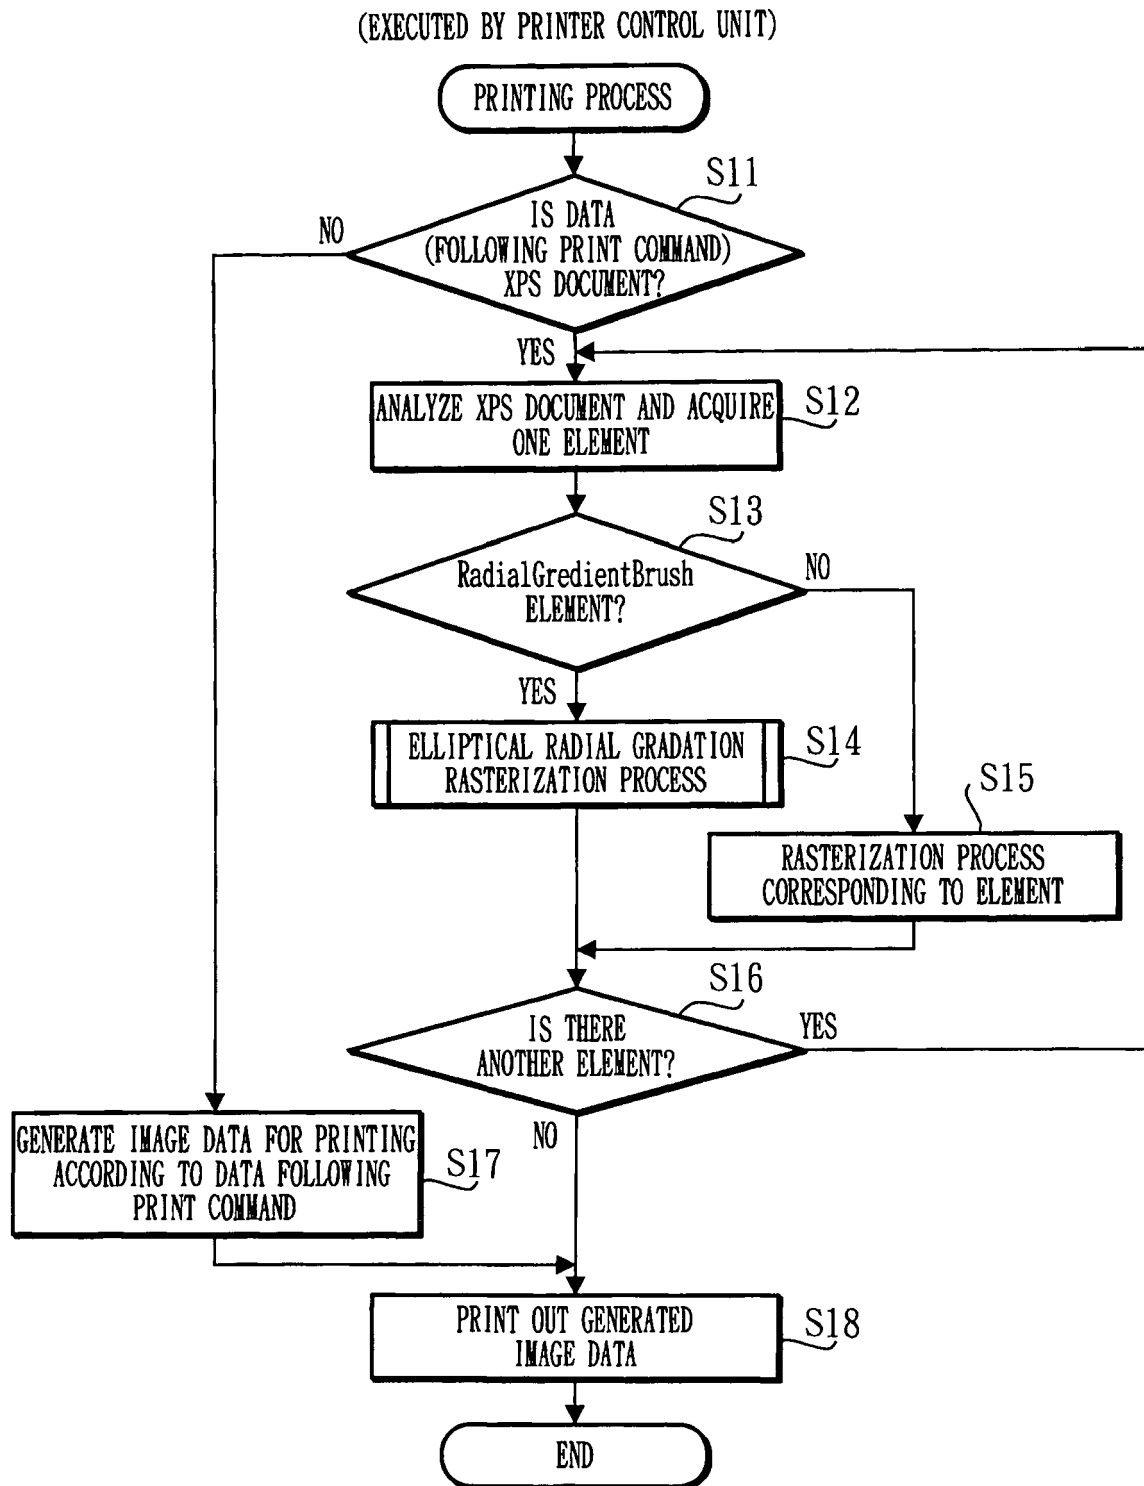 (EXECUTED BY PRINTER CONTROL UNIT)
PRINTING PROCESS
S11
IS DATA
(FOLLOWING PRINT COMMAND)
XPS DOCUMENT?
NO
YES
S12
ANALYZE XPS DOCUMENT AND ACQUIRE
ONE ELEMENT
S13
RadialGredientBrush
ELEMENT?
NO
YES
S14
ELLIPTICAL RADIAL GRADATION
RASTERIZATION PROCESS
S15
RASTERIZATION PROCESS
CORRESPONDING TO ELEMENT
S16
IS THERE
ANOTHER ELEMENT?
YES
NO
GENERATE IMAGE DATA FOR PRINTING
ACCORDING TO DATA FOLLOWING
PRINT COMMAND
S17
PRINT OUT GENERATED
IMAGE DATA
S18
END